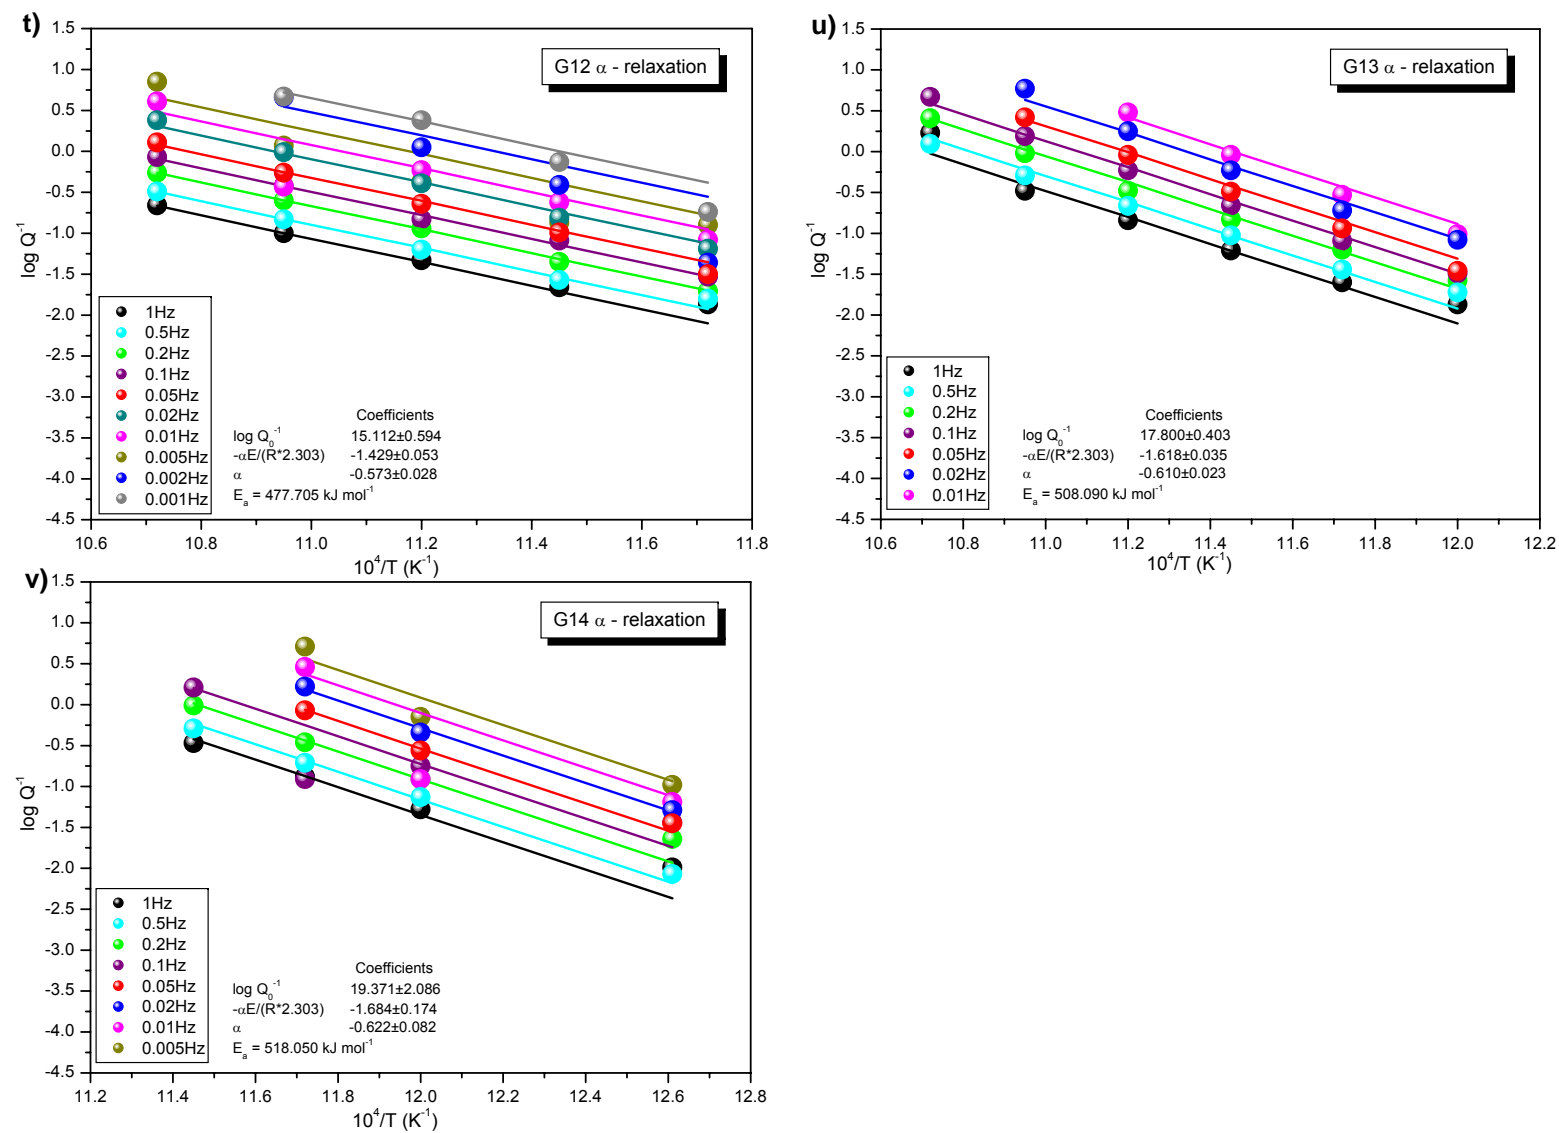 t)
G12 α - relaxation
1.5
1.0
0.5
0.0
-0.5
-1.0
-1.5
-2.0
-2.5
-3.0
-3.5
-4.0
-4.5
log Q⁻¹
1Hz
0.5Hz
0.2Hz
0.1Hz
0.05Hz
0.02Hz
0.01Hz
0.005Hz
0.002Hz
0.001Hz
Coefficients
log Q₀⁻¹ 15.112±0.594
-αE/(R*2.303) -1.429±0.053
α -0.573±0.028
Eₐ = 477.705 kJ mol⁻¹
10.6 10.8 11.0 11.2 11.4 11.6 11.8
10⁴/T (K⁻¹)
u)
G13 α - relaxation
1.5
1.0
0.5
0.0
-0.5
-1.0
-1.5
-2.0
-2.5
-3.0
-3.5
-4.0
-4.5
log Q⁻¹
1Hz
0.5Hz
0.2Hz
0.1Hz
0.05Hz
0.02Hz
0.01Hz
Coefficients
log Q₀⁻¹ 17.800±0.403
-αE/(R*2.303) -1.618±0.035
α -0.610±0.023
Eₐ = 508.090 kJ mol⁻¹
10.6 10.8 11.0 11.2 11.4 11.6 11.8 12.0 12.2
10⁴/T (K⁻¹)
v)
G14 α - relaxation
1.5
1.0
0.5
0.0
-0.5
-1.0
-1.5
-2.0
-2.5
-3.0
-3.5
-4.0
-4.5
log Q⁻¹
1Hz
0.5Hz
0.2Hz
0.1Hz
0.05Hz
0.02Hz
0.01Hz
0.005Hz
Coefficients
log Q₀⁻¹ 19.371±2.086
-αE/(R*2.303) -1.684±0.174
α -0.622±0.082
Eₐ = 518.050 kJ mol⁻¹
11.2 11.4 11.6 11.8 12.0 12.2 12.4 12.6 12.8
10⁴/T (K⁻¹)